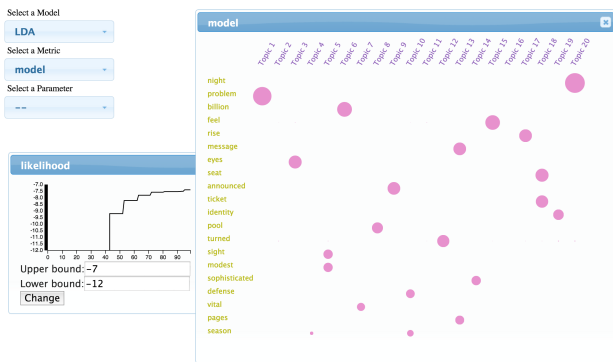 Select a Model
LDA
Select a Metric
model
Select a Parameter
--
model
Topic 1
Topic 2
Topic 3
Topic 4
Topic 5
Topic 6
Topic 7
Topic 8
Topic 9
Topic 10
Topic 11
Topic 12
Topic 13
Topic 14
Topic 15
Topic 16
Topic 17
Topic 18
Topic 19
Topic 20
night
problem
billion
feel
rise
message
eyes
seat
announced
ticket
identity
pool
turned
sight
modest
sophisticated
defense
vital
pages
season
likelihood
-7.0
-7.5
-8.0
-8.5
-9.0
-9.5
-10.0
-10.5
-11.0
-11.5
-12.0
0 10 20 30 40 50 60 70 80 90
Upper bound: -7
Lower bound: -12
Change